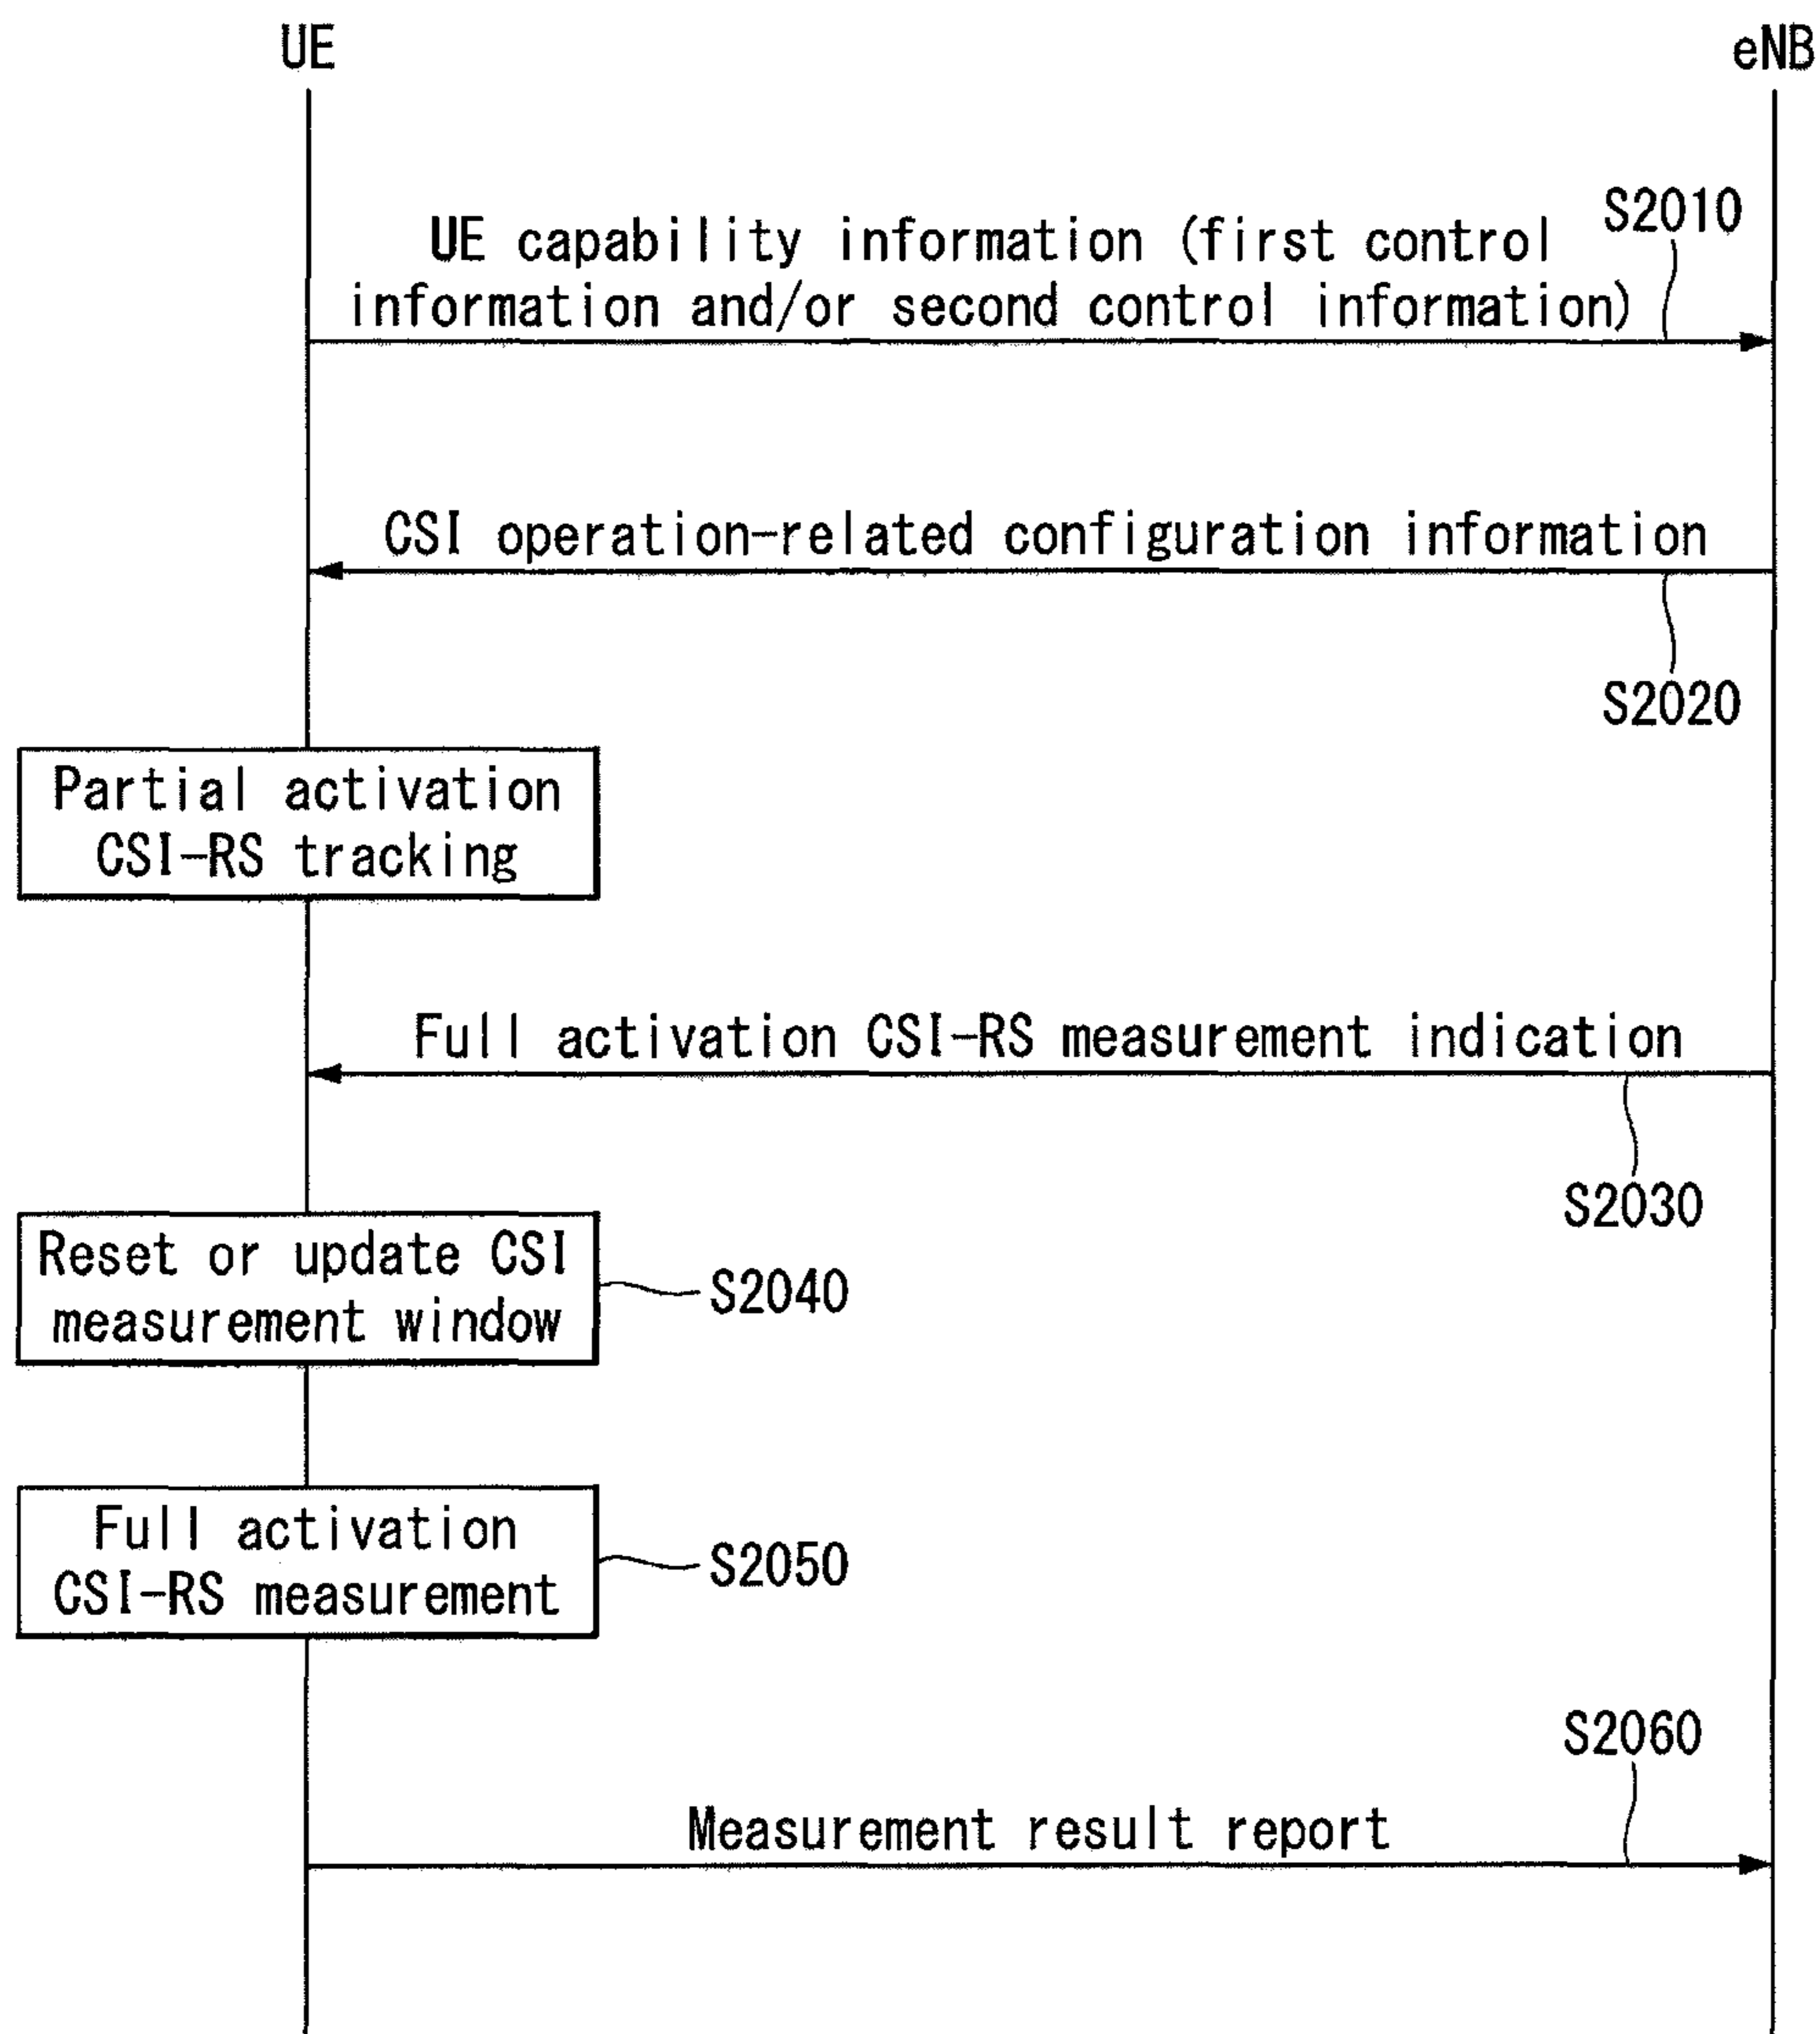 UE
eNB
S2010
UE capability information (first control
information and/or second control information)
CSI operation-related configuration information
S2020
Partial activation
CSI-RS tracking
Full activation CSI-RS measurement indication
S2030
Reset or update CSI
measurement window
S2040
Full activation
CSI-RS measurement
S2050
S2060
Measurement result report